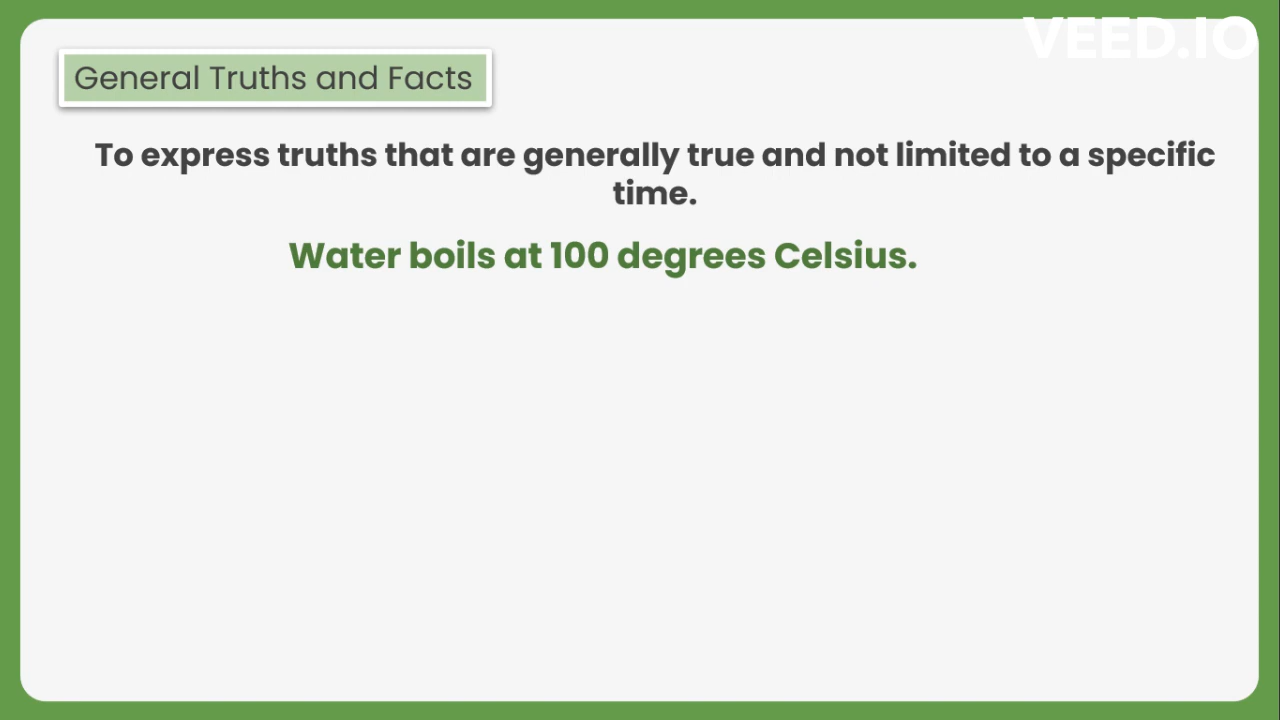 VEED.IO
General Truths and Facts
To express truths that are generally true and not limited to a specific
time.
Water boils at 100 degrees Celsius.